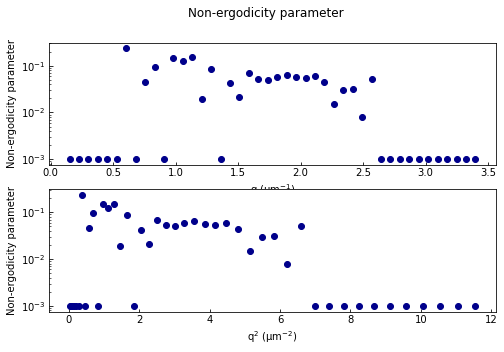 Non-ergodicity parameter
Non-ergodicity parameter
10⁻¹
10⁻²
10⁻³
0.0 0.5 1.0 1.5 2.0 2.5 3.0 3.5
q (μm⁻¹)
Non-ergodicity parameter
10⁻¹
10⁻²
10⁻³
0 2 4 6 8 10 12
q² (μm⁻²)